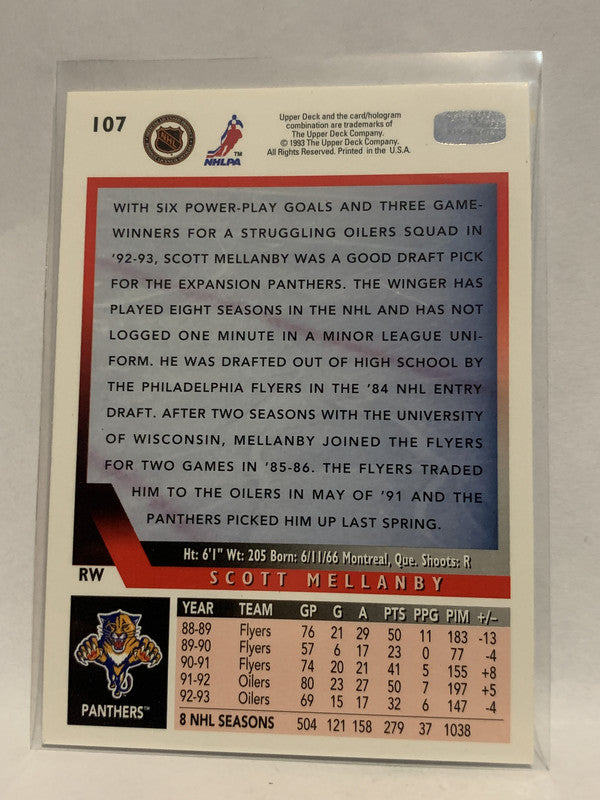 107
NHL
NHLPA™
Upper Deck and the card/hologram
combination are trademarks of
The Upper Deck Company.
© 1993 The Upper Deck Company.
All Rights Reserved. Printed in the U.S.A.
WITH SIX POWER-PLAY GOALS AND THREE GAME-
WINNERS FOR A STRUGGLING OILERS SQUAD IN
'92-93, SCOTT MELLANBY WAS A GOOD DRAFT PICK
FOR THE EXPANSION PANTHERS. THE WINGER HAS
PLAYED EIGHT SEASONS IN THE NHL AND HAS NOT
LOGGED ONE MINUTE IN A MINOR LEAGUE UNI-
FORM. HE WAS DRAFTED OUT OF HIGH SCHOOL BY
THE PHILADELPHIA FLYERS IN THE '84 NHL ENTRY
DRAFT. AFTER TWO SEASONS WITH THE UNIVERSITY
OF WISCONSIN, MELLANBY JOINED THE FLYERS
FOR TWO GAMES IN '85-86. THE FLYERS TRADED
HIM TO THE OILERS IN MAY OF '91 AND THE
PANTHERS PICKED HIM UP LAST SPRING.
Ht: 6'1" Wt: 205 Born: 6/11/66 Montreal, Que. Shoots: R
RW
SCOTT MELLANBY
YEAR TEAM GP G A PTS PPG PIM +/–
88-89 Flyers 76 21 29 50 11 183 -13
89-90 Flyers 57 6 17 23 0 77 -4
90-91 Flyers 74 20 21 41 5 155 +8
91-92 Oilers 80 23 27 50 7 197 +5
92-93 Oilers 69 15 17 32 6 147 -4
8 NHL SEASONS 504 121 158 279 37 1038
PANTHERS™